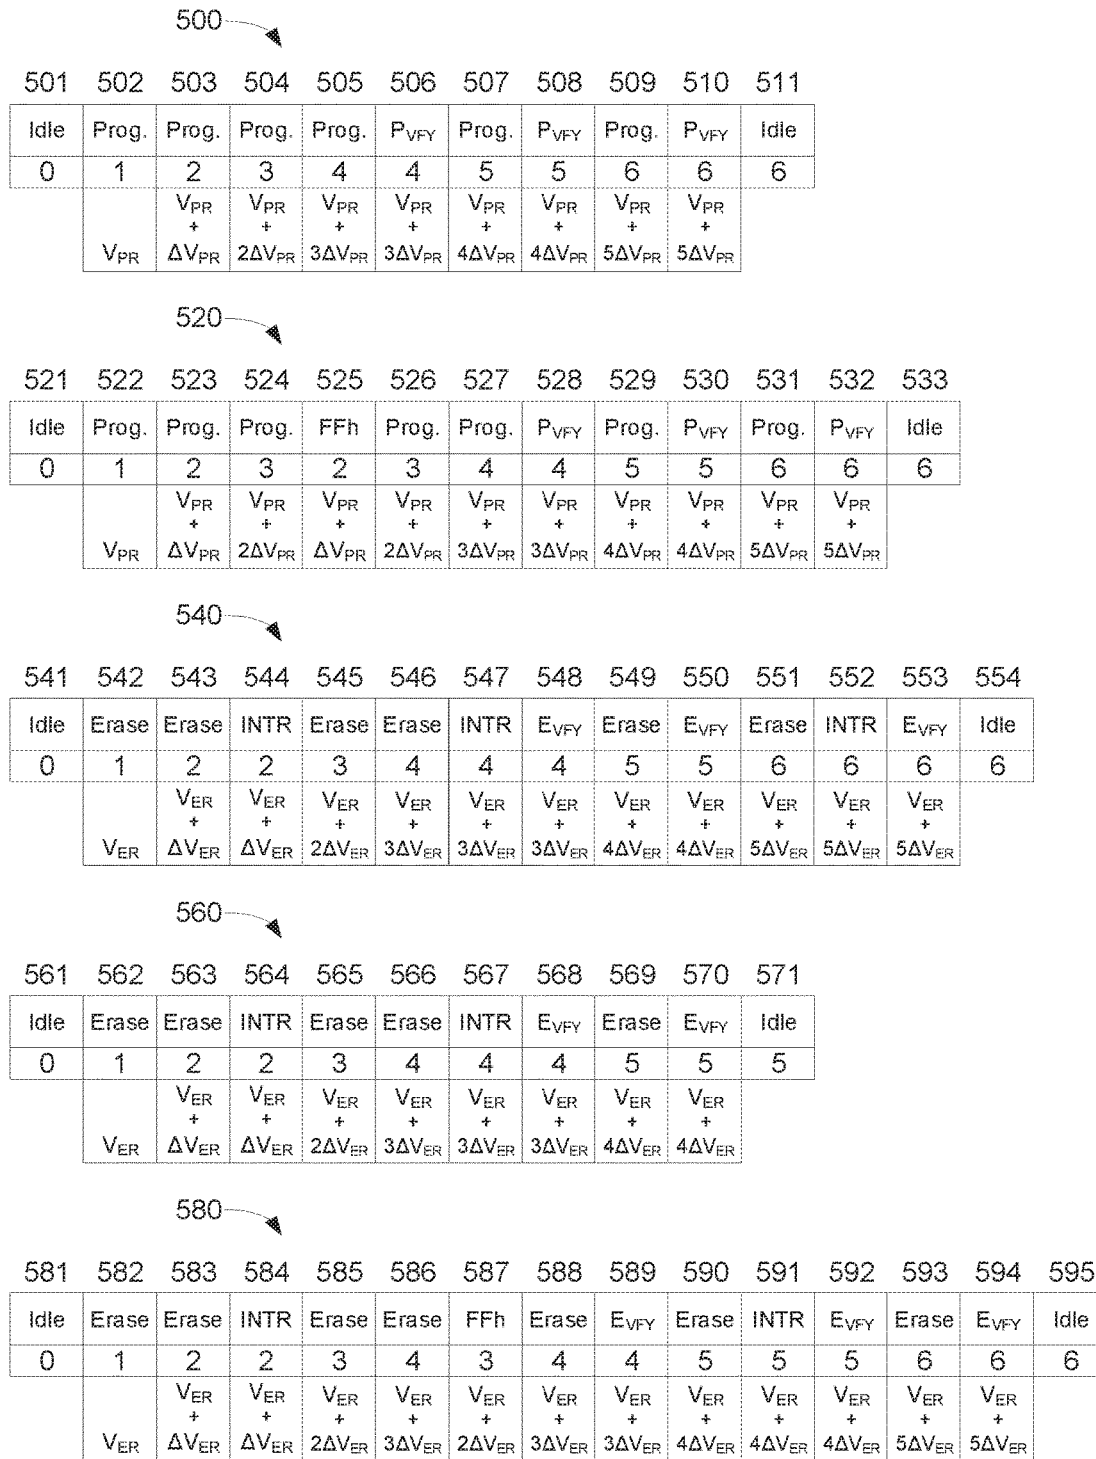 500
501 502 503 504 505 506 507 508 509 510 511
Idle Prog. Prog. Prog. Prog. PVFY Prog. PVFY Prog. PVFY Idle
0 1 2 3 4 4 5 5 6 6 6
VPR VPR VPR VPR VPR VPR VPR VPR
+ + + + + + + +
VPR ΔVPR 2ΔVPR 3ΔVPR 3ΔVPR 4ΔVPR 4ΔVPR 5ΔVPR 5ΔVPR
520
521 522 523 524 525 526 527 528 529 530 531 532 533
Idle Prog. Prog. Prog. FFh Prog. Prog. PVFY Prog. PVFY Prog. PVFY Idle
0 1 2 3 2 3 4 4 5 5 6 6 6
VPR VPR VPR VPR VPR VPR VPR VPR VPR VPR
+ + + + + + + + + +
VPR ΔVPR 2ΔVPR ΔVPR 2ΔVPR 3ΔVPR 3ΔVPR 4ΔVPR 4ΔVPR 5ΔVPR 5ΔVPR
540
541 542 543 544 545 546 547 548 549 550 551 552 553 554
Idle Erase Erase INTR Erase Erase INTR EVFY Erase EVFY Erase INTR EVFY Idle
0 1 2 2 3 4 4 4 5 5 6 6 6 6
VER VER VER VER VER VER VER VER VER VER VER
+ + + + + + + + + + +
VER ΔVER ΔVER 2ΔVER 3ΔVER 3ΔVER 3ΔVER 4ΔVER 4ΔVER 5ΔVER 5ΔVER 5ΔVER
560
561 562 563 564 565 566 567 568 569 570 571
Idle Erase Erase INTR Erase Erase INTR EVFY Erase EVFY Idle
0 1 2 2 3 4 4 4 5 5 5
VER VER VER VER VER VER VER VER
+ + + + + + + +
VER ΔVER ΔVER 2ΔVER 3ΔVER 3ΔVER 3ΔVER 4ΔVER 4ΔVER
580
581 582 583 584 585 586 587 588 589 590 591 592 593 594 595
Idle Erase Erase INTR Erase Erase FFh Erase EVFY Erase INTR EVFY Erase EVFY Idle
0 1 2 2 3 4 3 4 4 5 5 5 6 6 6
VER VER VER VER VER VER VER VER VER VER VER VER
+ + + + + + + + + + + +
VER ΔVER ΔVER 2ΔVER 3ΔVER 2ΔVER 3ΔVER 3ΔVER 4ΔVER 4ΔVER 4ΔVER 5ΔVER 5ΔVER